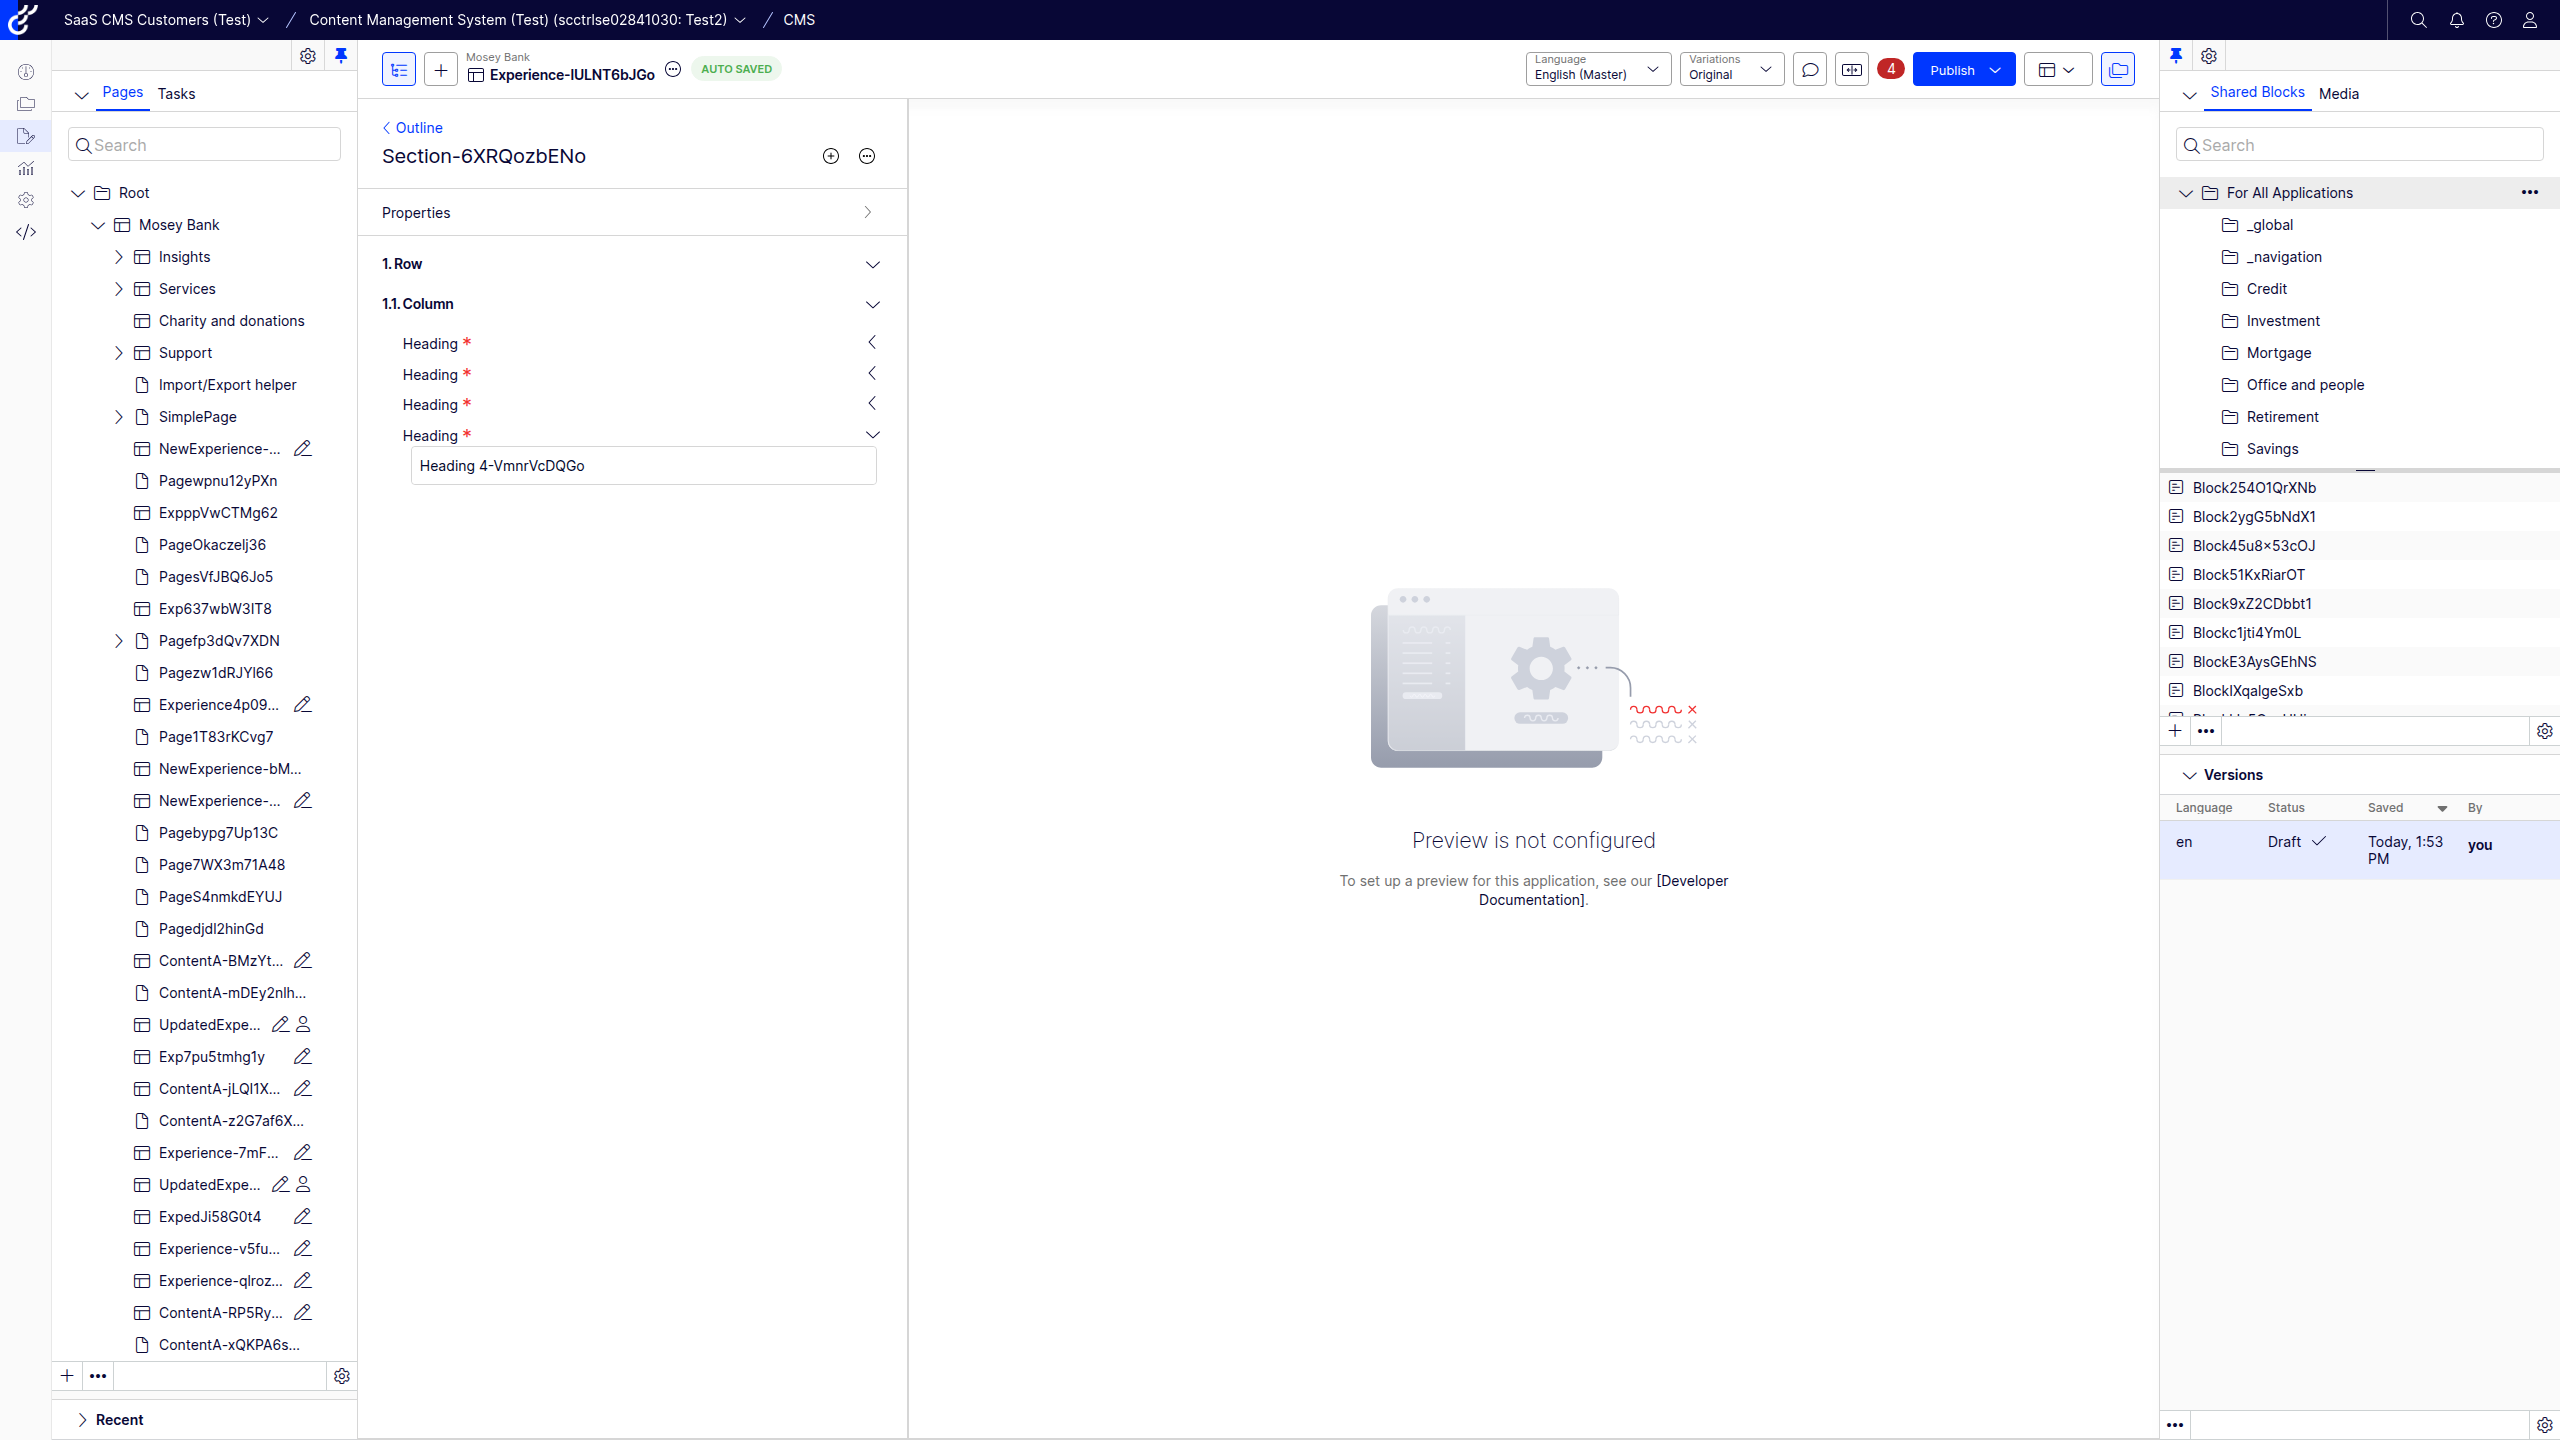 SaaS CMS Customers (Test) / Content Management System (Test) (scctrlse02841030: Test2) / CMS
Pages Tasks
Search
Root
Mosey Bank
Insights
Services
Charity and donations
Support
Import/Export helper
SimplePage
NewExperience-...
Pagewpnu12yPXn
ExpppVwCTMg62
PageOkaczelj36
PagesVfJBQ6Jo5
Exp637wbW3IT8
Pagefp3dQv7XDN
Pagezw1dRJYl66
Experience4p09...
Page1T83rKCvg7
NewExperience-bM...
NewExperience-...
Pagebypg7Up13C
Page7WX3m71A48
PageS4nmkdEYUJ
Pagedjdl2hinGd
ContentA-BMzYt...
ContentA-mDEy2nlh...
UpdatedExpe...
Exp7pu5tmhg1y
ContentA-jLQI1X...
ContentA-z2G7af6X...
Experience-7mF...
UpdatedExpe...
ExpedJi58G0t4
Experience-v5fu...
Experience-qlroz...
ContentA-RP5Ry...
ContentA-xQKPA6s...
Recent
Mosey Bank
Experience-IULNT6bJGo AUTO SAVED
Language
English (Master)
Variations
Original
4
Publish
Outline
Section-6XRQozbENo
Properties
1. Row
1.1. Column
Heading *
Heading *
Heading *
Heading *
Heading 4-VmnrVcDQGo
Preview is not configured
To set up a preview for this application, see our [Developer
Documentation].
Shared Blocks Media
Search
For All Applications
_global
_navigation
Credit
Investment
Mortgage
Office and people
Retirement
Savings
Block254O1QrXNb
Block2ygG5bNdX1
Block45u8x53cOJ
Block51KxRiarOT
Block9xZ2CDbbt1
Blockc1jti4Ym0L
BlockE3AysGEhNS
BlockIXqaIgeSxb
Versions
Language Status Saved By
en Draft Today, 1:53 you
PM